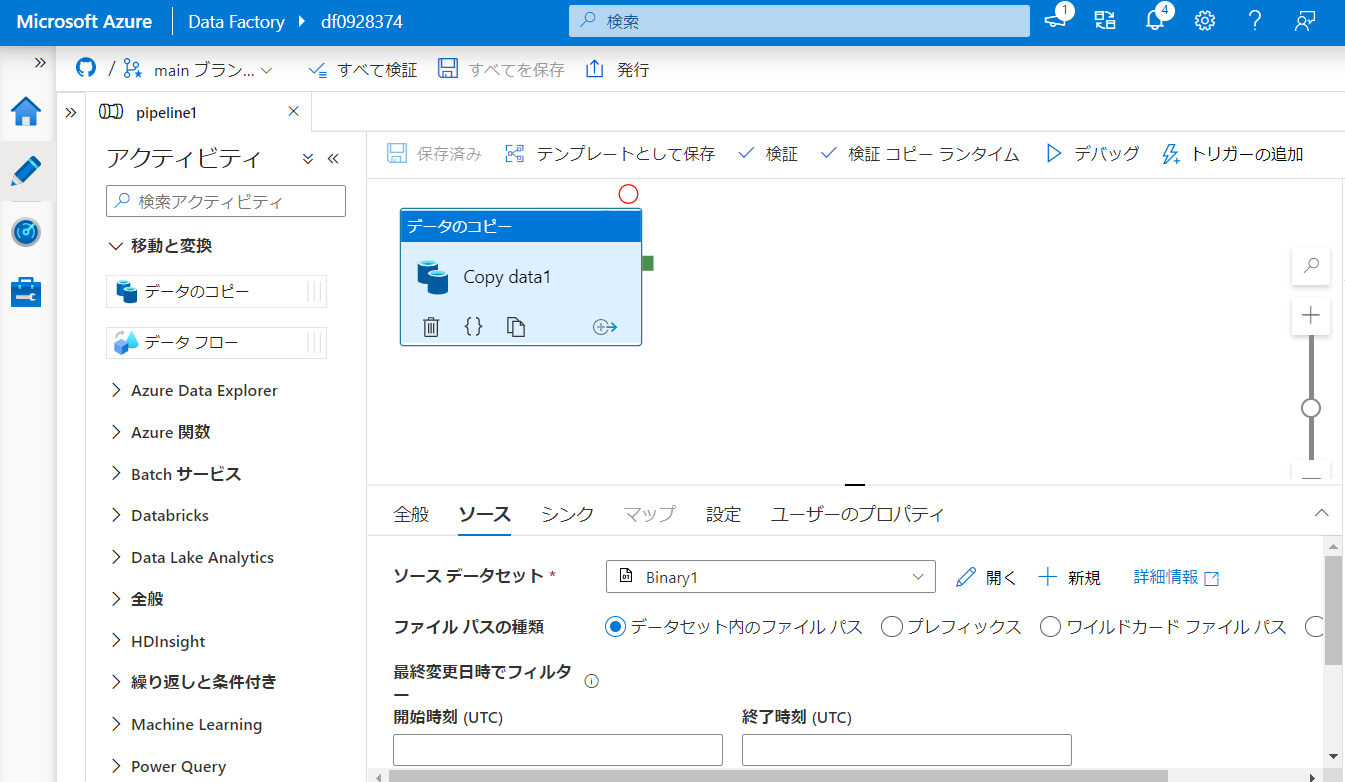 Microsoft Azure
Data Factory
df0928374
検索
1
4
/
main ブラン...
すべて検証
すべてを保存
発行
pipeline1
アクティビティ
検索アクティビティ
移動と変換
データのコピー
データ フロー
Azure Data Explorer
Azure 関数
Batch サービス
Databricks
Data Lake Analytics
全般
HDInsight
繰り返しと条件付き
Machine Learning
Power Query
保存済み
テンプレートとして保存
検証
検証 コピー ランタイム
デバッグ
トリガーの追加
データのコピー
Copy data1
全般
ソース
シンク
マップ
設定
ユーザーのプロパティ
ソース データセット *
Binary1
開く
新規
詳細情報
ファイル パスの種類
データセット内のファイル パス
プレフィックス
ワイルドカード ファイル パス
最終変更日時でフィルタ
ー
開始時刻 (UTC)
終了時刻 (UTC)